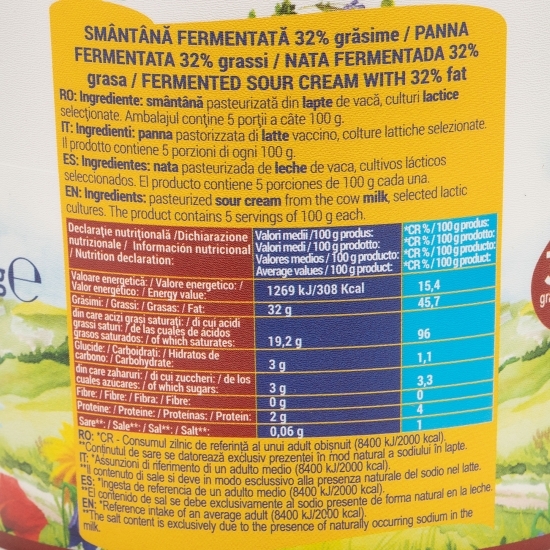 SMÂNTÂNĂ FERMENTATĂ 32% grăsime / PANNA
FERMENTATA 32% grassi / NATA FERMENTADA 32%
grasa / FERMENTED SOUR CREAM WITH 32% fat
RO: Ingrediente: smântână pasteurizată din lapte de vacă, culturi lactice
selecționate. Ambalajul conține 5 porții a câte 100 g.
IT: Ingredienti: panna pastorizzata di latte vaccino, colture lattiche selezionate.
Il prodotto contiene 5 porzioni di ogni 100 g.
ES: Ingredientes: nata pasteurizada de leche de vaca, cultivos lácticos
seleccionados. El producto contiene 5 porciones de 100 g cada una.
EN: Ingredients: pasteurized sour cream from the cow milk, selected lactic
cultures. The product contains 5 servings of 100 g each.
Declarație nutrițională /Dichiarazione
nutrizionale / Información nutricional
/ Nutrition declaration:
Valori medii /100 g produs:
Valori medi / 100 g prodotto:
Valores medios / 100 g producto:
Average values / 100 g product:
*CR % / 100 g produs:
*CR % / 100 g prodotto:
*CR % / 100 g producto:
*CR % / 100 g product:
Valoare energetică: / Valore energetico: /
Valor energético: / Energy value:
1269 kJ/308 Kcal
15,4
Grăsimi: / Grassi: / Grasas: / Fat:
32 g
45,7
din care acizi grași saturați: / di cui acidi
grassi saturi: / de las cuales de ácidos
grasos saturados: / of which saturates:
19,2 g
96
Glucide: / Carboidrati: / Hidratos de
carbono: / Carbohydrate:
3 g
1,1
din care zaharuri: / di cui zuccheri: / de los
cuales azúcares: / of which sugars:
3 g
3,3
Fibre: / Fibre: / Fibra: / Fibre:
0 g
0
Proteine: / Proteine: / Proteínas: / Protein:
2 g
4
Sare**: / Sale**: / Sal**: / Salt**:
0,06 g
1
RO: *CR - Consumul zilnic de referință al unui adult obișnuit (8400 kJ/2000 kcal).
**Conținutul de sare se datorează exclusiv prezenței în mod natural a sodiului în lapte.
IT: *Assunzioni di riferimento di un adulto medio (8400 kJ/2000 kcal).
**Il contenuto di sale si deve in modo esclussivo alla presenza naturale del sodio nel latte.
ES: *Ingesta de referencia de un adulto medio (8400 kJ/2000 kcal).
**El contenido de sal se debe exclusivamente al sodio presente de forma natural en la leche.
EN: *Reference intake of an average adult (8400 kJ/2000 kcal).
**The salt content is exclusively due to the presence of naturally occurring sodium in the
milk.
g℮